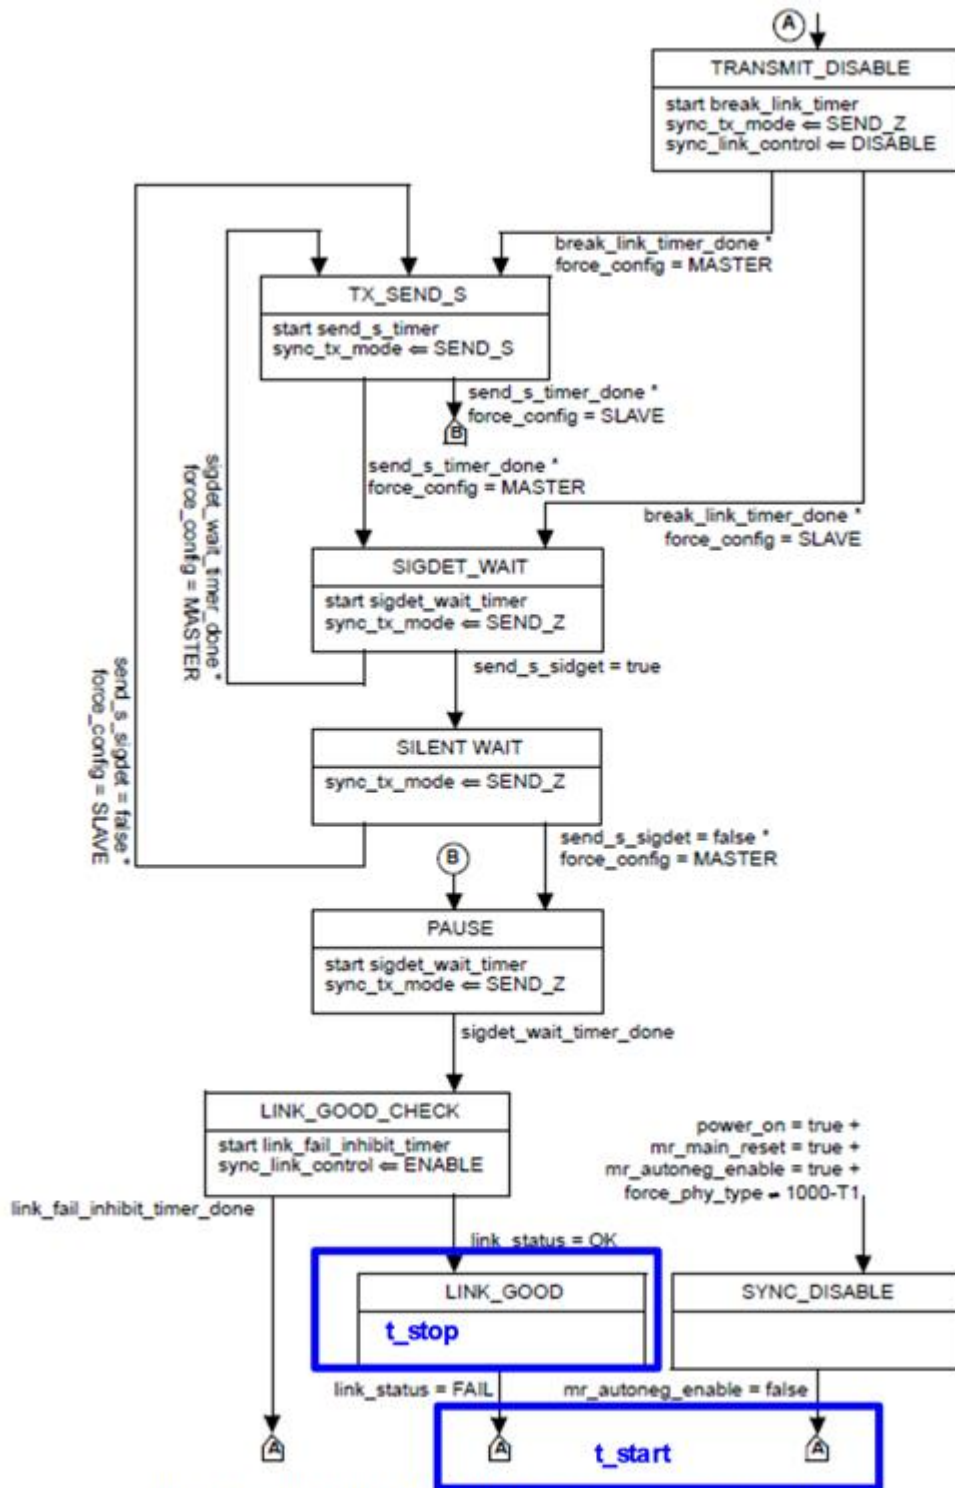 A
TRANSMIT_DISABLE
start break_link_timer
sync_tx_mode ⇐ SEND_Z
sync_link_control ⇐ DISABLE
break_link_timer_done *
force_config = MASTER
TX_SEND_S
start send_s_timer
sync_tx_mode ⇐ SEND_S
send_s_timer_done *
force_config = SLAVE
B
send_s_timer_done *
force_config = MASTER
sigdet_wait_timer_done *
force_config = MASTER
break_link_timer_done *
force_config = SLAVE
SIGDET_WAIT
start sigdet_wait_timer
sync_tx_mode ⇐ SEND_Z
send_s_sidget = true
send_s_sigdet = false *
force_config = SLAVE
SILENT WAIT
sync_tx_mode ⇐ SEND_Z
send_s_sigdet = false *
force_config = MASTER
B
PAUSE
start sigdet_wait_timer
sync_tx_mode ⇐ SEND_Z
sigdet_wait_timer_done
LINK_GOOD_CHECK
start link_fail_inhibit_timer
sync_link_control ⇐ ENABLE
power_on = true +
mr_main_reset = true +
mr_autoneg_enable = true +
force_phy_type ≠ 1000-T1
link_fail_inhibit_timer_done
link_status = OK
LINK_GOOD
t_stop
SYNC_DISABLE
link_status = FAIL
mr_autoneg_enable = false
A
A
t_start
A